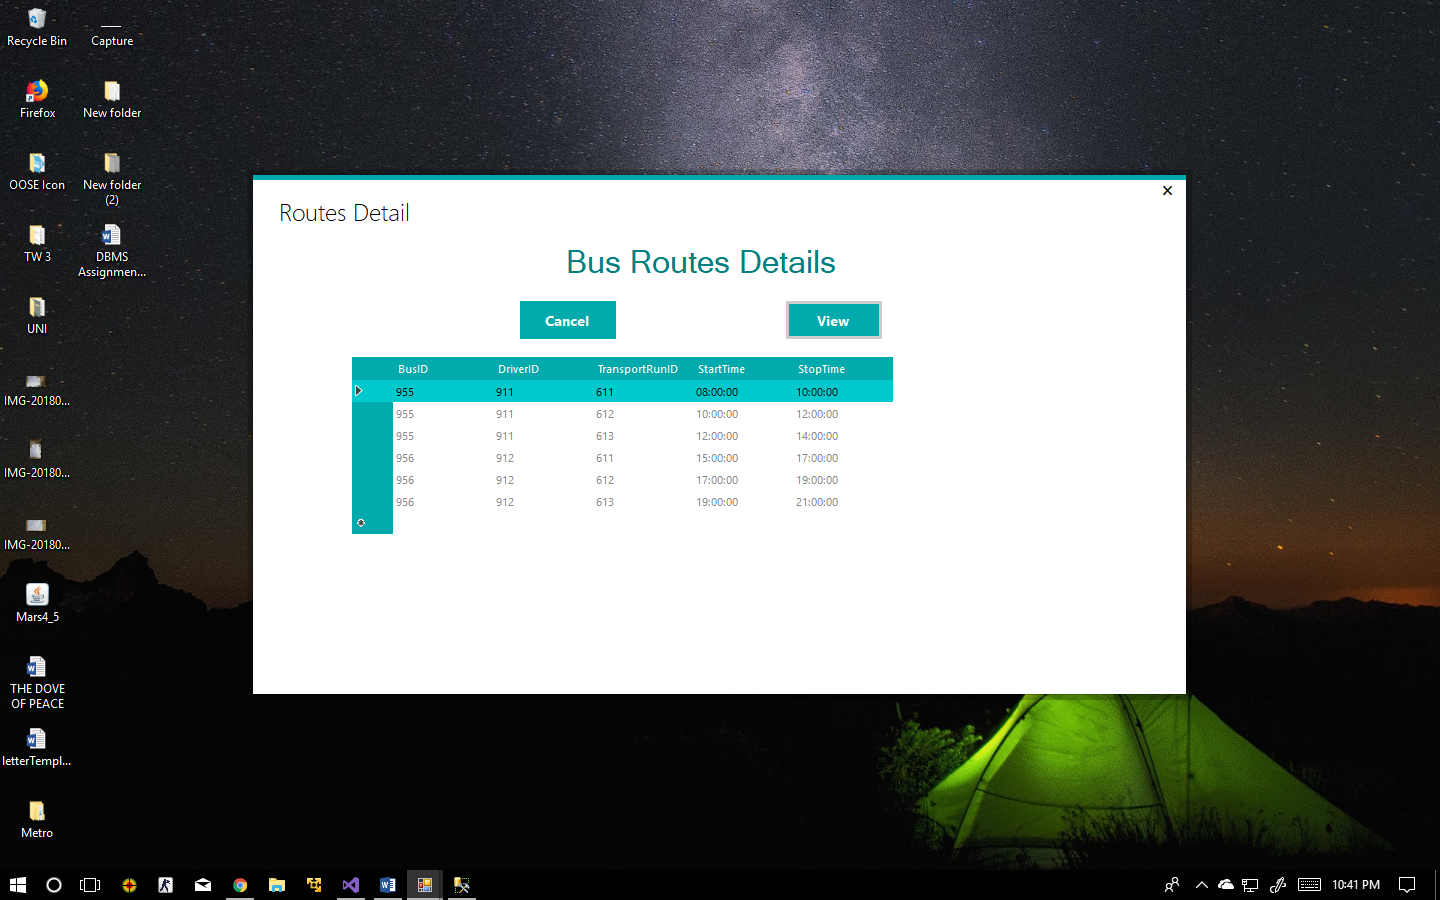 Recycle Bin
Capture
Firefox
New folder
OOSE Icon
New folder
(2)
TW 3
DBMS
Assignmen...
UNI
IMG-20180...
IMG-20180...
IMG-20180...
Mars4_5
THE DOVE
OF PEACE
letterTempl...
Metro
Routes Detail
Bus Routes Details
Cancel
View
BusID DriverID TransportRunID StartTime StopTime
955 911 611 08:00:00 10:00:00
955 911 612 10:00:00 12:00:00
955 911 613 12:00:00 14:00:00
956 912 611 15:00:00 17:00:00
956 912 612 17:00:00 19:00:00
956 912 613 19:00:00 21:00:00
10:41 PM